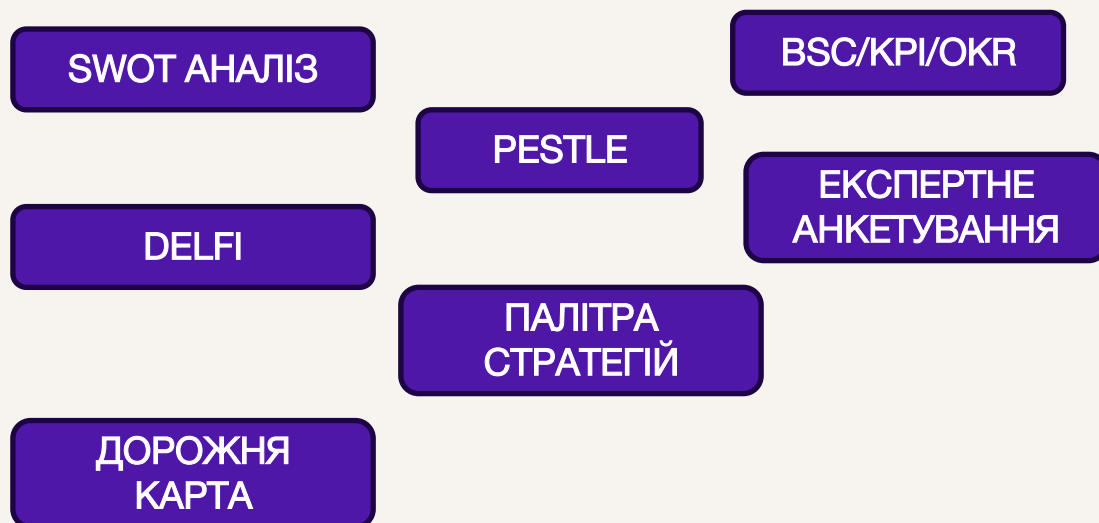 SWOT АНАЛІЗ
BSC/KPI/OKR
PESTLE
ЕКСПЕРТНЕ
АНКЕТУВАННЯ
DELFI
ПАЛІТРА
СТРАТЕГІЙ
ДОРОЖНЯ
КАРТА